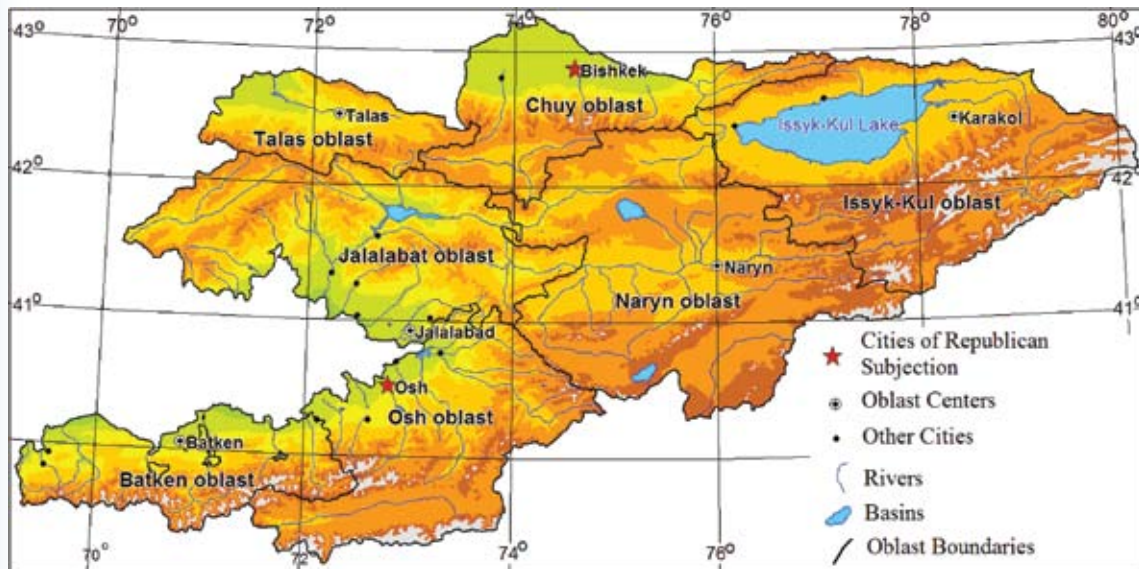 70°
72°
74°
76°
78°
80°
43°
43°
Bishkek
Chuy oblast
Talas
Talas oblast
Issyk-Kul Lake
Karakol
42°
42°
Issyk-Kul oblast
Jalalabat oblast
Naryn
Naryn oblast
41°
41°
Jalalabad
Osh
Osh oblast
Batken
Batken oblast
40°
Cities of Republican
Subjection
Oblast Centers
Other Cities
Rivers
Basins
Oblast Boundaries
70°
72°
74°
76°